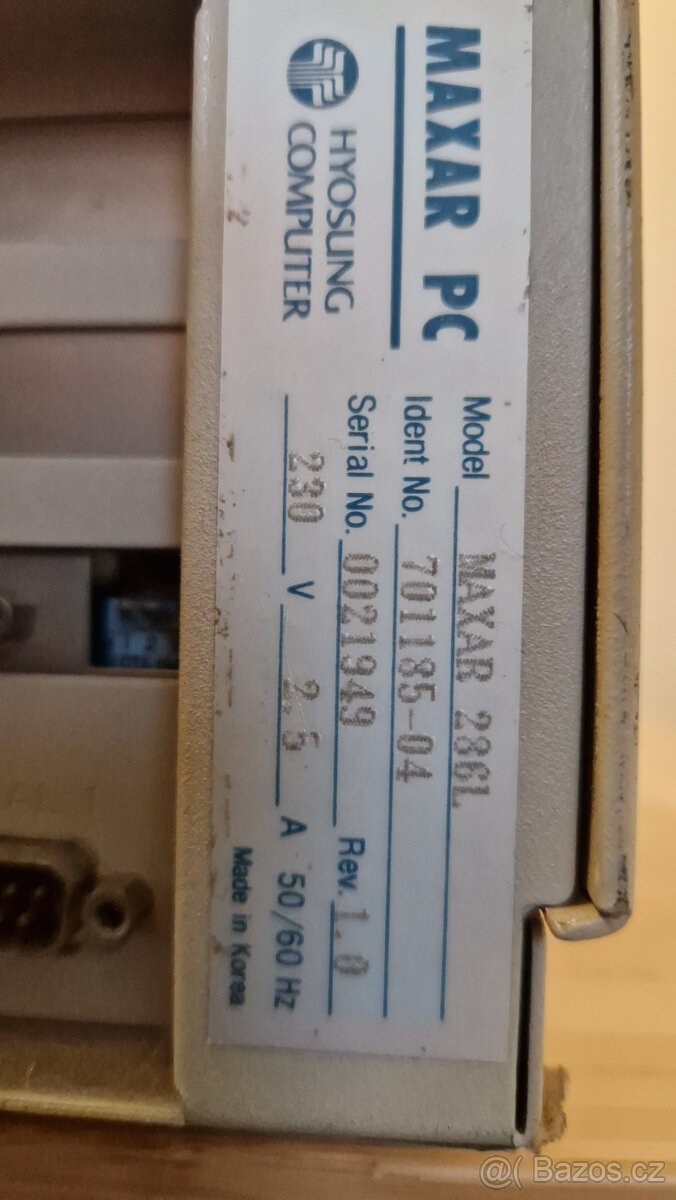 MAXAR PC
HYOSUNG
COMPUTER
Model MAXAR 286L
Ident No. 701185-04
Serial No. 0021949 Rev. 1.0
230 V 2.5 A 50/60 Hz
Made in Korea
@( Bazos.cz